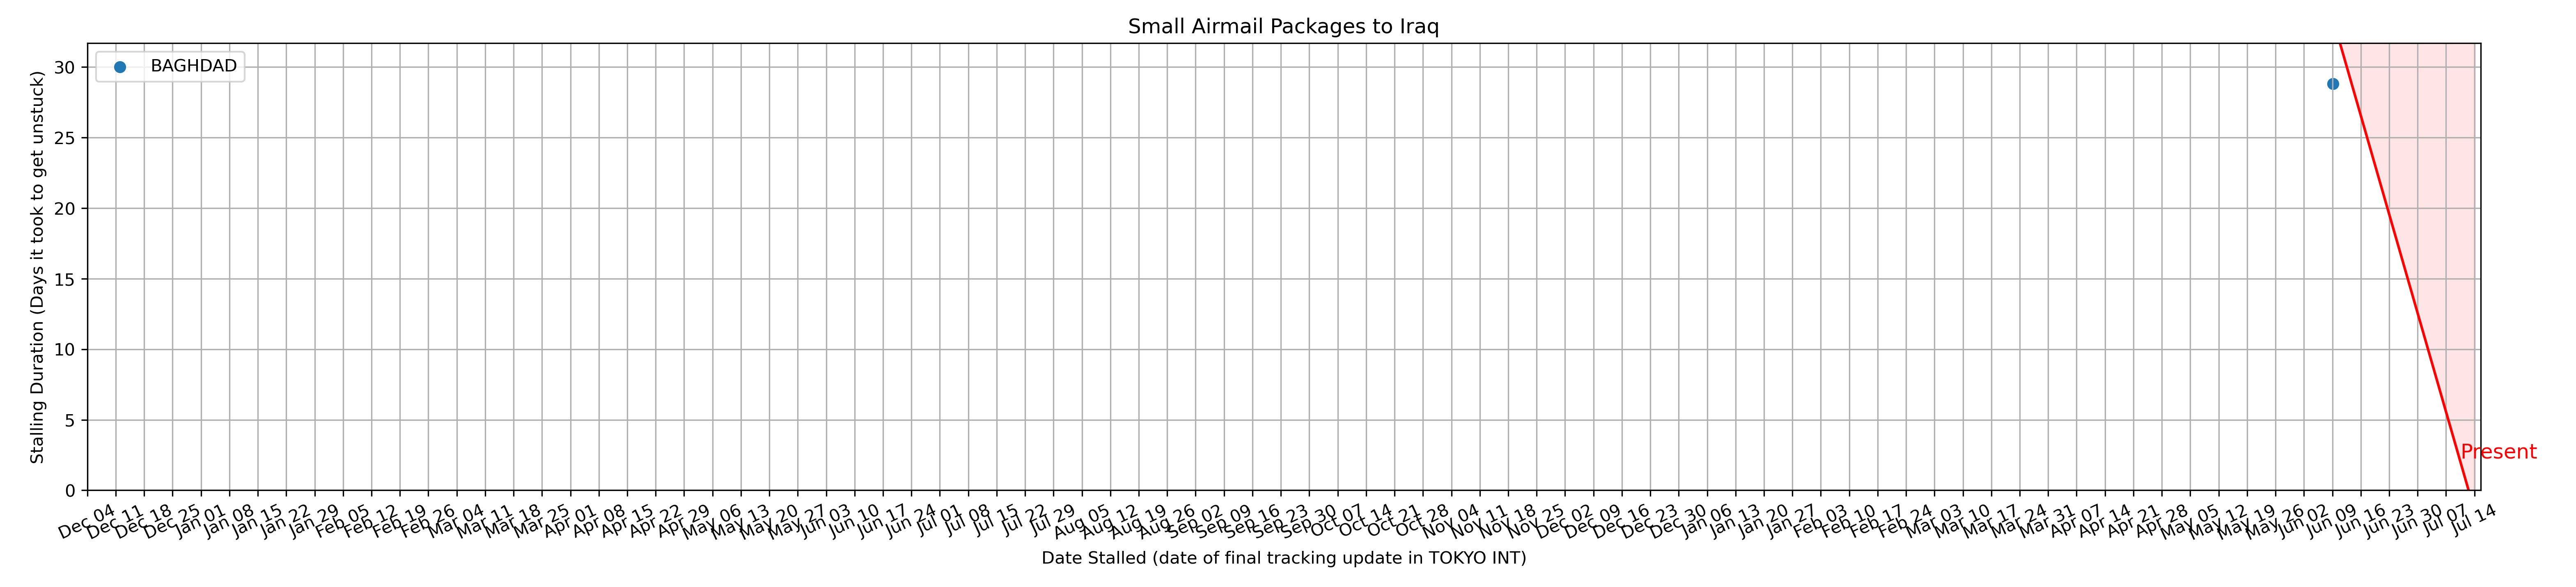 Small Airmail Packages to Iraq
BAGHDAD
30
25
20
15
10
5
0
Stalling Duration (Days it took to get unstuck)
Present
Dec 04 Dec 11 Dec 18 Dec 25 Jan 01 Jan 08 Jan 15 Jan 22 Jan 29 Feb 05 Feb 12 Feb 19 Feb 26 Mar 04 Mar 11 Mar 18 Mar 25 Apr 01 Apr 08 Apr 15 Apr 22 Apr 29 May 06 May 13 May 20 May 27 Jun 03 Jun 10 Jun 17 Jun 24 Jul 01 Jul 08 Jul 15 Jul 22 Jul 29 Aug 05 Aug 12 Aug 19 Aug 26 Sep 02 Sep 09 Sep 16 Sep 23 Sep 30 Oct 07 Oct 14 Oct 21 Oct 28 Nov 04 Nov 11 Nov 18 Nov 25 Dec 02 Dec 09 Dec 16 Dec 23 Dec 30 Jan 06 Jan 13 Jan 20 Jan 27 Feb 03 Feb 10 Feb 17 Feb 24 Mar 03 Mar 10 Mar 17 Mar 24 Mar 31 Apr 07 Apr 14 Apr 21 Apr 28 May 05 May 12 May 19 May 26 Jun 02 Jun 09 Jun 16 Jun 23 Jun 30 Jul 07 Jul 14
Date Stalled (date of final tracking update in TOKYO INT)